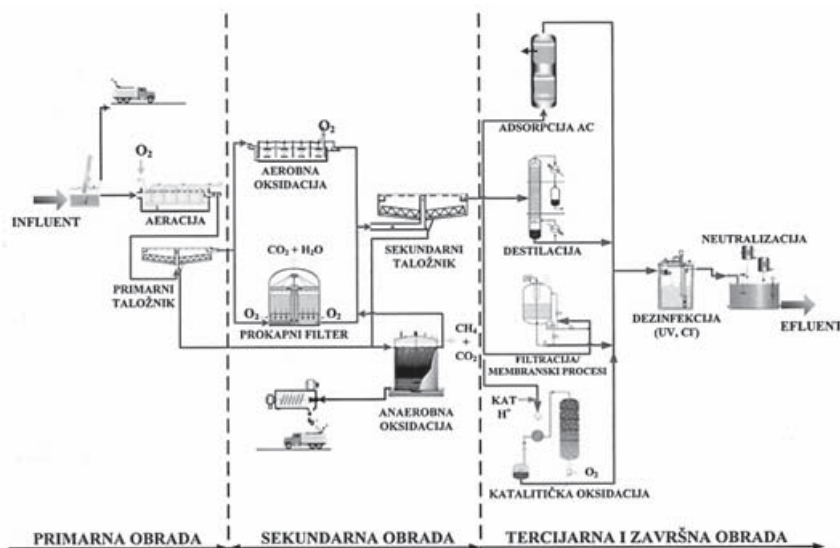 INFLUENT
O₂
AERACIJA
PRIMARNI
TALOŽNIK
O₂
AEROBNA
OKSIDACIJA
CO₂ + H₂O
O₂
O₂
PROKAPNI FILTER
SEKUNDARNI
TALOŽNIK
CH₄
+
CO₂
ANAEROBNA
OKSIDACIJA
ADSORPCIJA AC
DESTILACIJA
FILTRACIJA/
MEMBRANSKI PROCESI
KAT
H⁺
O₂
KATALITIČKA OKSIDACIJA
DEZINFEKCIJA
(UV, Cl⁻)
NEUTRALIZACIJA
EFLUENT
PRIMARNA OBRADA
SEKUNDARNA OBRADA
TERCIJARNA I ZAVRŠNA OBRADA